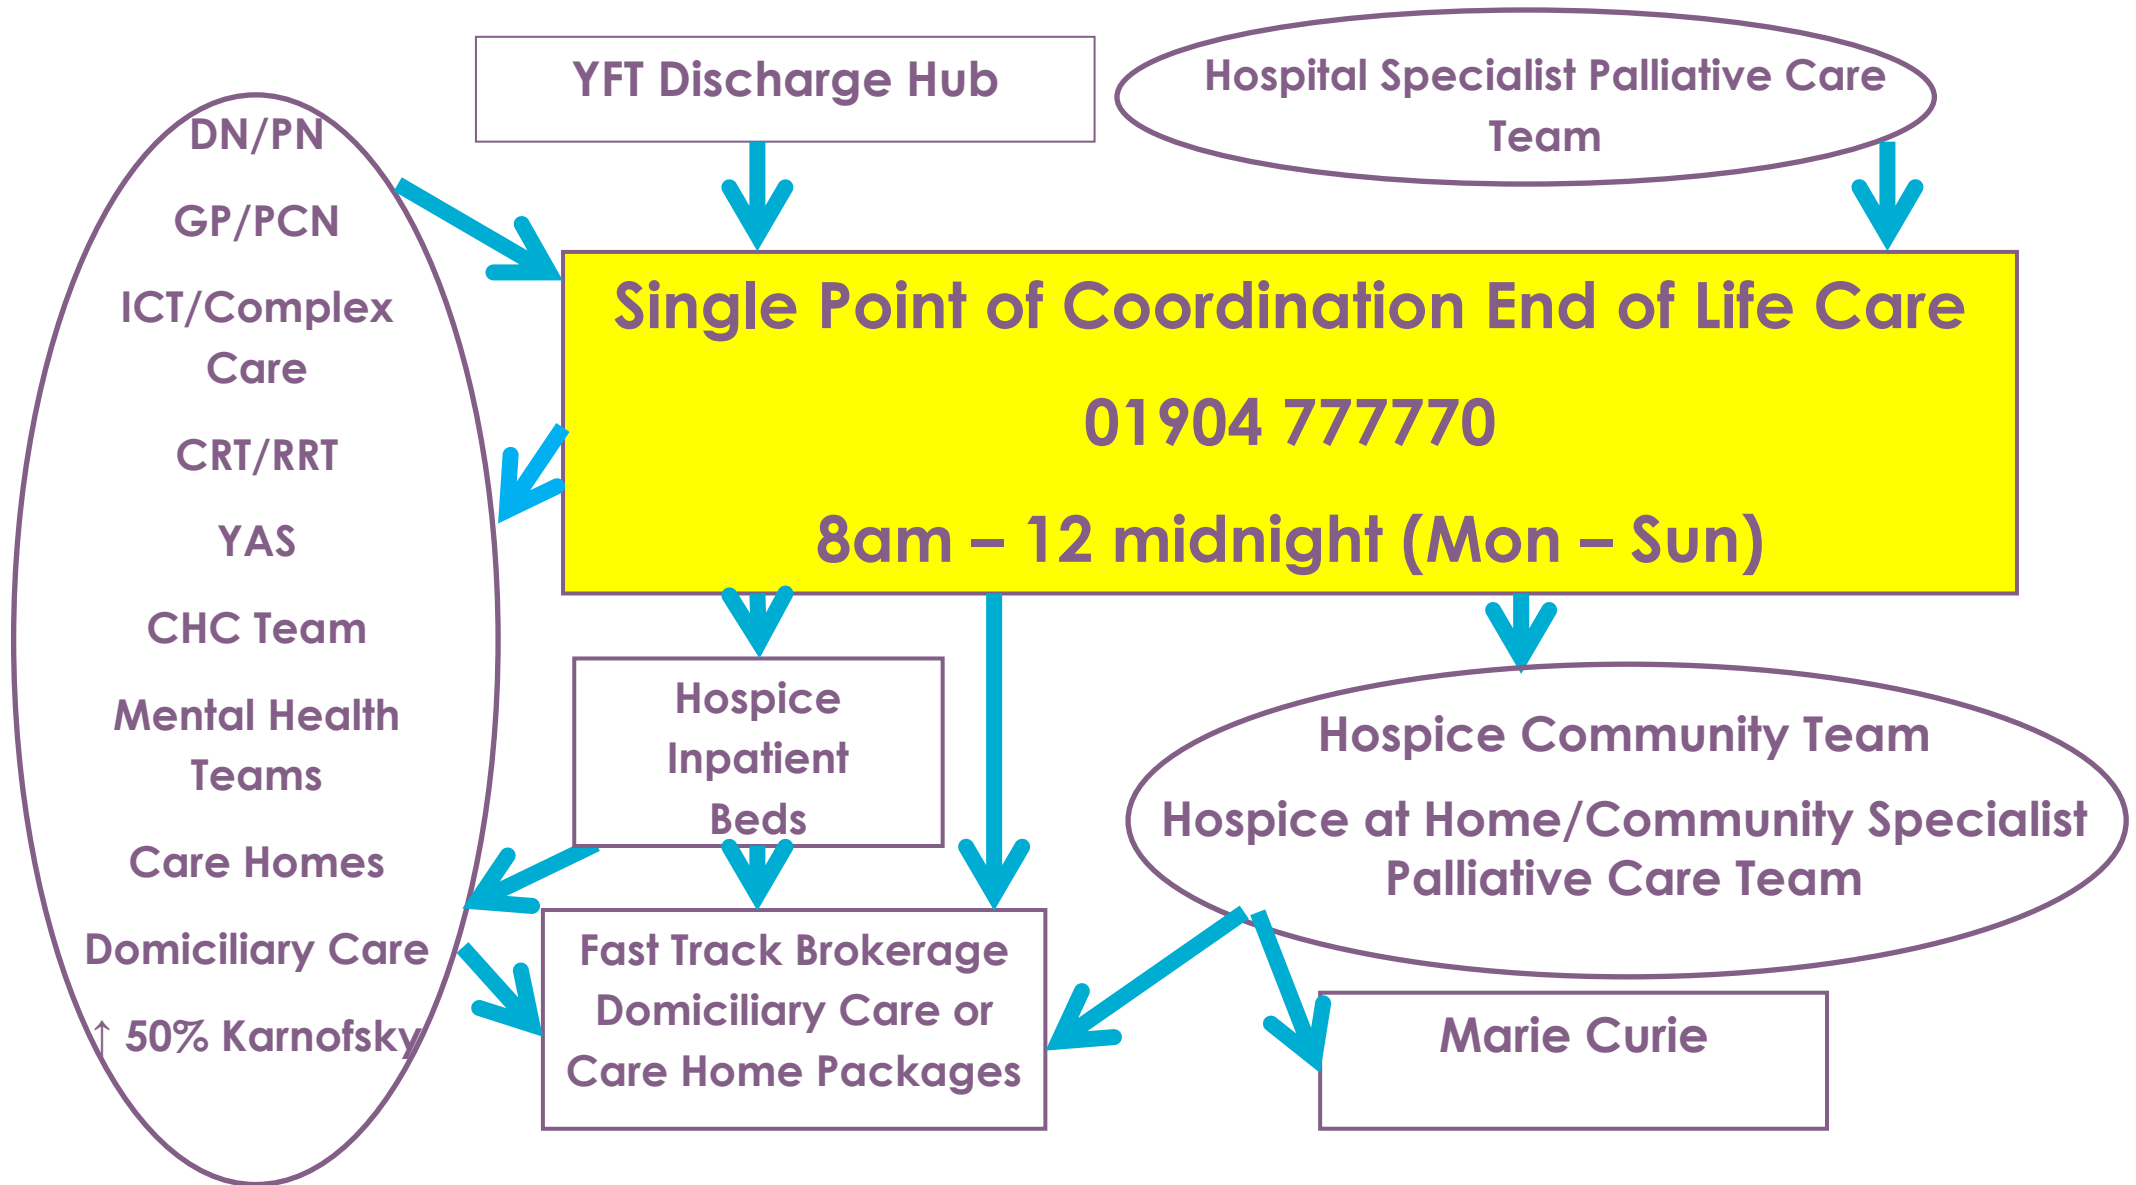 YFT Discharge Hub
Hospital Specialist Palliative Care
Team
DN/PN
GP/PCN
ICT/Complex
Care
CRT/RRT
YAS
CHC Team
Mental Health
Teams
Care Homes
Domiciliary Care
↑ 50% Karnofsky
Single Point of Coordination End of Life Care
01904 777770
8am – 12 midnight (Mon – Sun)
Hospice
Inpatient
Beds
Hospice Community Team
Hospice at Home/Community Specialist
Palliative Care Team
Fast Track Brokerage
Domiciliary Care or
Care Home Packages
Marie Curie